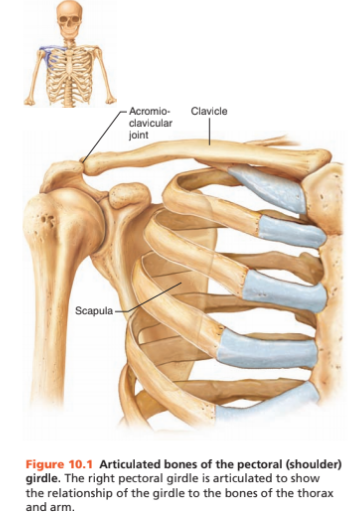 Acromio-
clavicular
joint
Clavicle
Scapula
Figure 10.1 Articulated bones of the pectoral (shoulder)
girdle. The right pectoral girdle is articulated to show
the relationship of the girdle to the bones of the thorax
and arm.